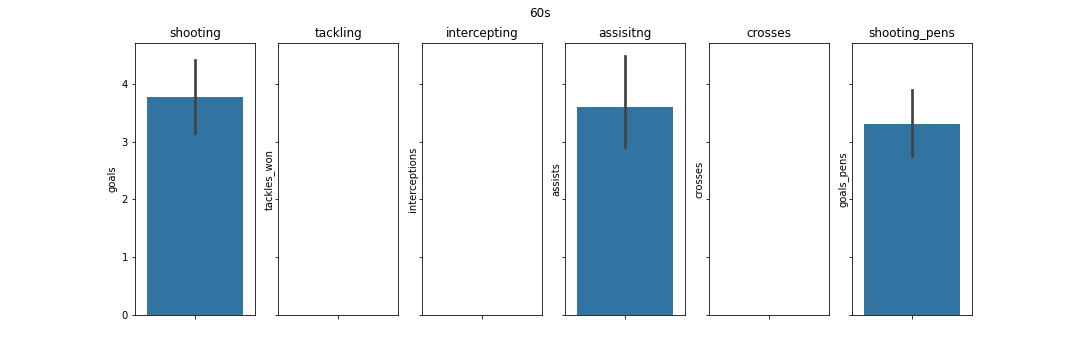 60s
shooting
tackling
intercepting
assisitng
crosses
shooting_pens
4
3
2
1
0
goals
tackles_won
interceptions
assists
crosses
goals_pens